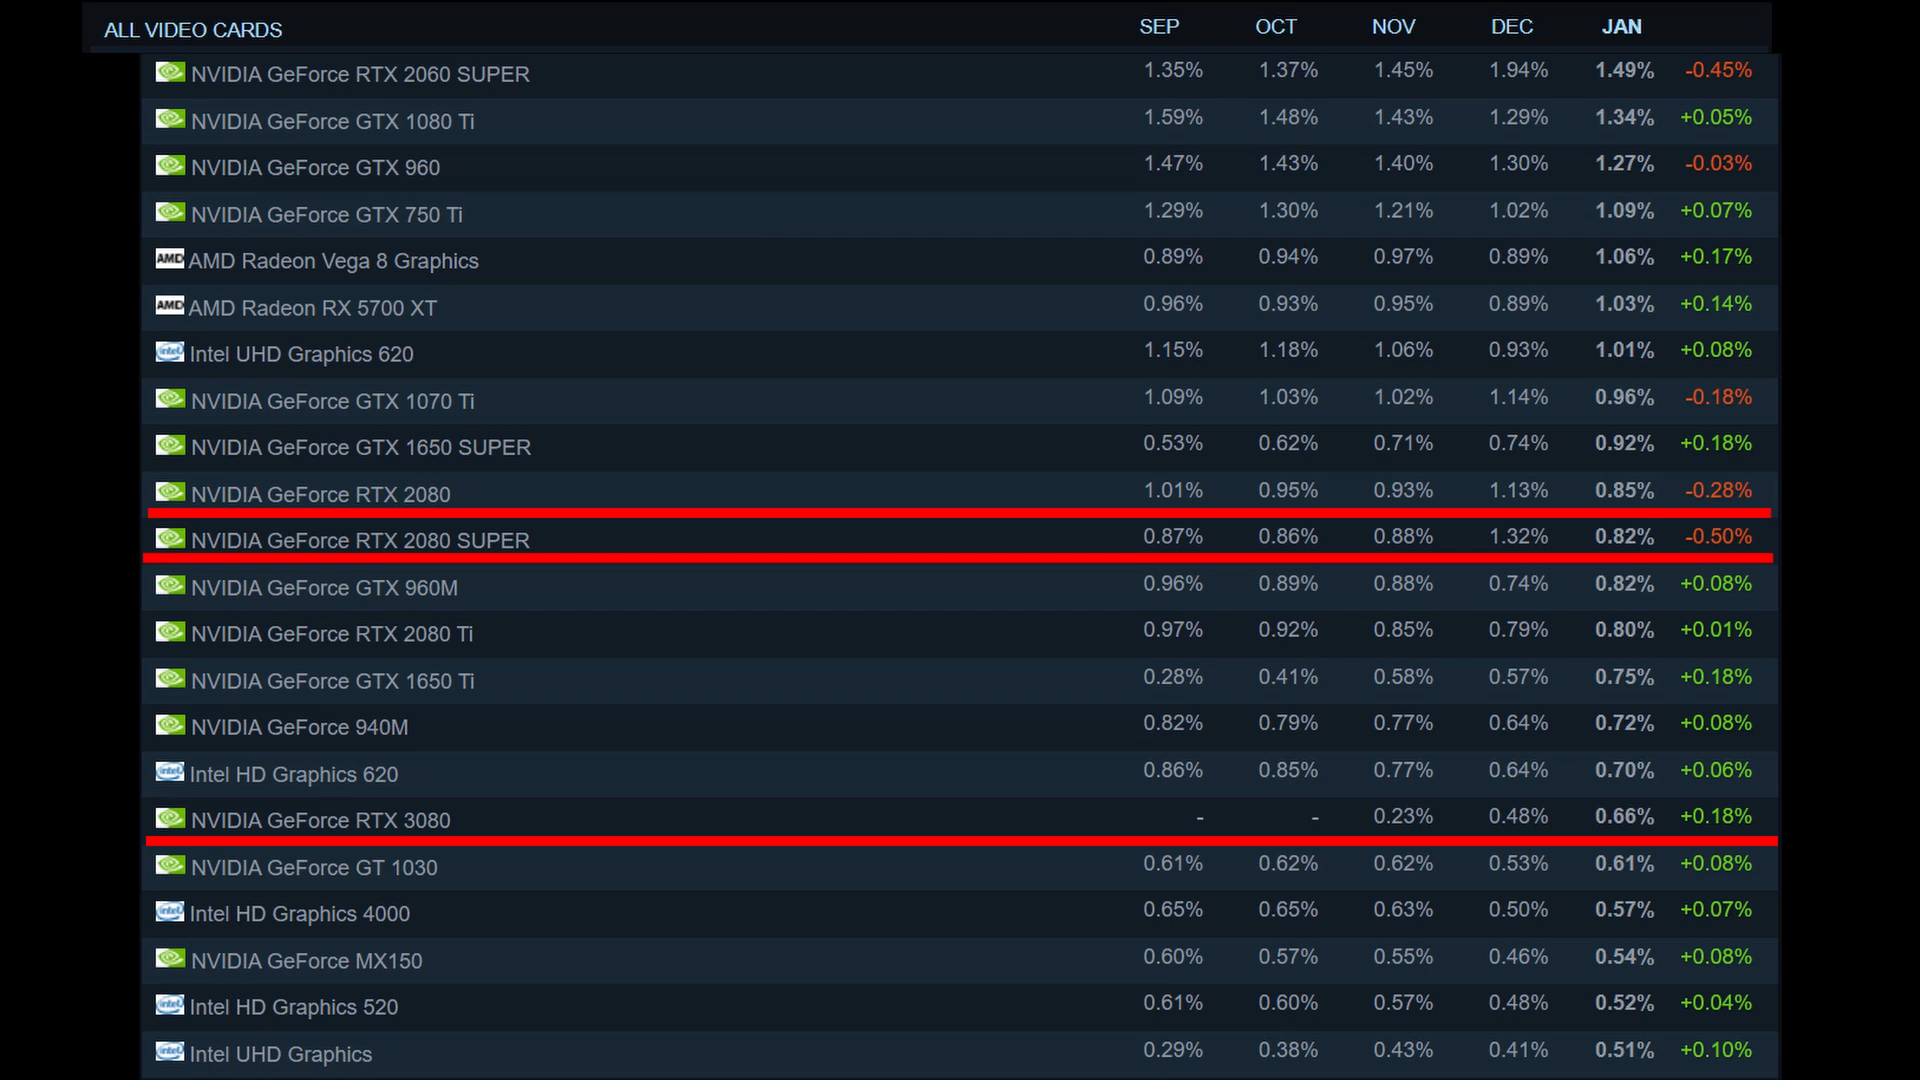 ALL VIDEO CARDS SEP OCT NOV DEC JAN
NVIDIA GeForce RTX 2060 SUPER 1.35% 1.37% 1.45% 1.94% 1.49% -0.45%
NVIDIA GeForce GTX 1080 Ti 1.59% 1.48% 1.43% 1.29% 1.34% +0.05%
NVIDIA GeForce GTX 960 1.47% 1.43% 1.40% 1.30% 1.27% -0.03%
NVIDIA GeForce GTX 750 Ti 1.29% 1.30% 1.21% 1.02% 1.09% +0.07%
AMD AMD Radeon Vega 8 Graphics 0.89% 0.94% 0.97% 0.89% 1.06% +0.17%
AMD AMD Radeon RX 5700 XT 0.96% 0.93% 0.95% 0.89% 1.03% +0.14%
intel Intel UHD Graphics 620 1.15% 1.18% 1.06% 0.93% 1.01% +0.08%
NVIDIA GeForce GTX 1070 Ti 1.09% 1.03% 1.02% 1.14% 0.96% -0.18%
NVIDIA GeForce GTX 1650 SUPER 0.53% 0.62% 0.71% 0.74% 0.92% +0.18%
NVIDIA GeForce RTX 2080 1.01% 0.95% 0.93% 1.13% 0.85% -0.28%
NVIDIA GeForce RTX 2080 SUPER 0.87% 0.86% 0.88% 1.32% 0.82% -0.50%
NVIDIA GeForce GTX 960M 0.96% 0.89% 0.88% 0.74% 0.82% +0.08%
NVIDIA GeForce RTX 2080 Ti 0.97% 0.92% 0.85% 0.79% 0.80% +0.01%
NVIDIA GeForce GTX 1650 Ti 0.28% 0.41% 0.58% 0.57% 0.75% +0.18%
NVIDIA GeForce 940M 0.82% 0.79% 0.77% 0.64% 0.72% +0.08%
intel Intel HD Graphics 620 0.86% 0.85% 0.77% 0.64% 0.70% +0.06%
NVIDIA GeForce RTX 3080 - - 0.23% 0.48% 0.66% +0.18%
NVIDIA GeForce GT 1030 0.61% 0.62% 0.62% 0.53% 0.61% +0.08%
intel Intel HD Graphics 4000 0.65% 0.65% 0.63% 0.50% 0.57% +0.07%
NVIDIA GeForce MX150 0.60% 0.57% 0.55% 0.46% 0.54% +0.08%
intel Intel HD Graphics 520 0.61% 0.60% 0.57% 0.48% 0.52% +0.04%
intel Intel UHD Graphics 0.29% 0.38% 0.43% 0.41% 0.51% +0.10%